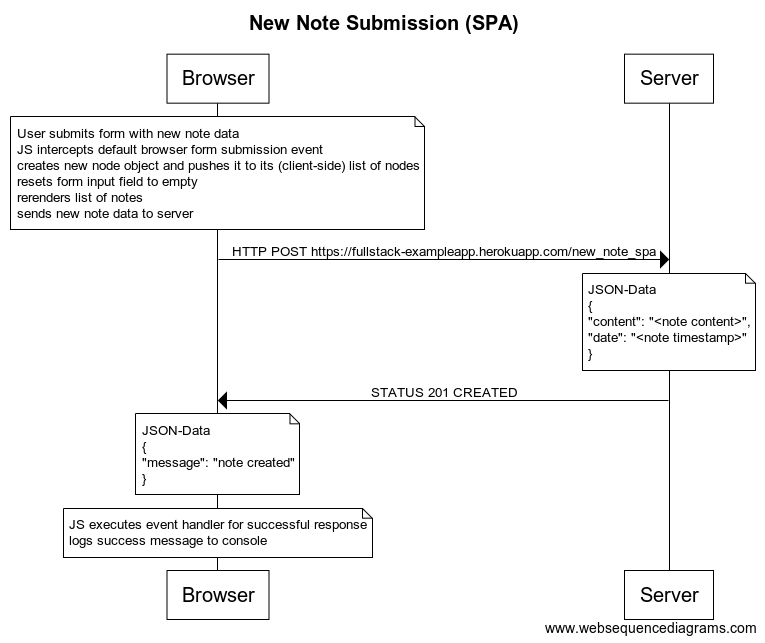 New Note Submission (SPA)
Browser
Server
User submits form with new note data
JS intercepts default browser form submission event
creates new node object and pushes it to its (client-side) list of nodes
resets form input field to empty
rerenders list of notes
sends new note data to server
HTTP POST https://fullstack-exampleapp.herokuapp.com/new_note_spa
JSON-Data
{
"content": "<note content>",
"date": "<note timestamp>"
}
STATUS 201 CREATED
JSON-Data
{
"message": "note created"
}
JS executes event handler for successful response
logs success message to console
Browser
Server
www.websequencediagrams.com